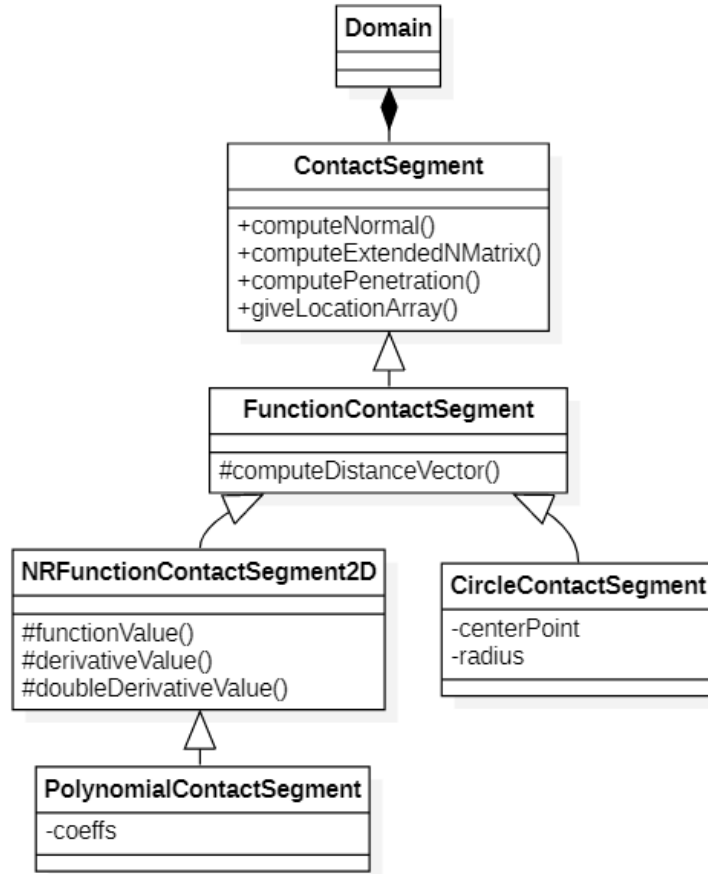 Domain
ContactSegment
+computeNormal()
+computeExtendedNMatrix()
+computePenetration()
+giveLocationArray()
FunctionContactSegment
#computeDistanceVector()
NRFunctionContactSegment2D
#functionValue()
#derivativeValue()
#doubleDerivativeValue()
CircleContactSegment
-centerPoint
-radius
PolynomialContactSegment
-coeffs